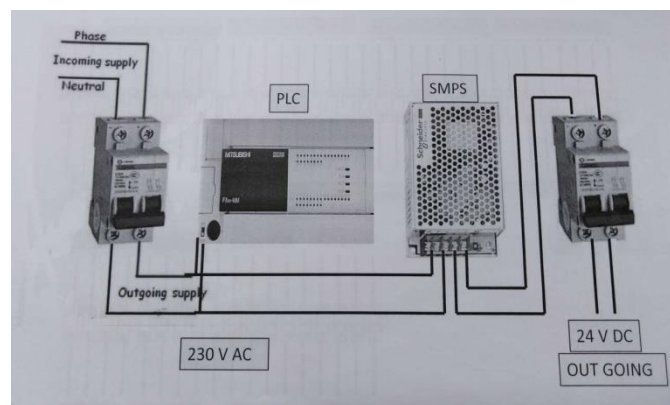 Phase
Incoming supply
Neutral
PLC
SMPS
MITSUBISHI
Schneider
Outgoing supply
230 V AC
24 V DC
OUT GOING